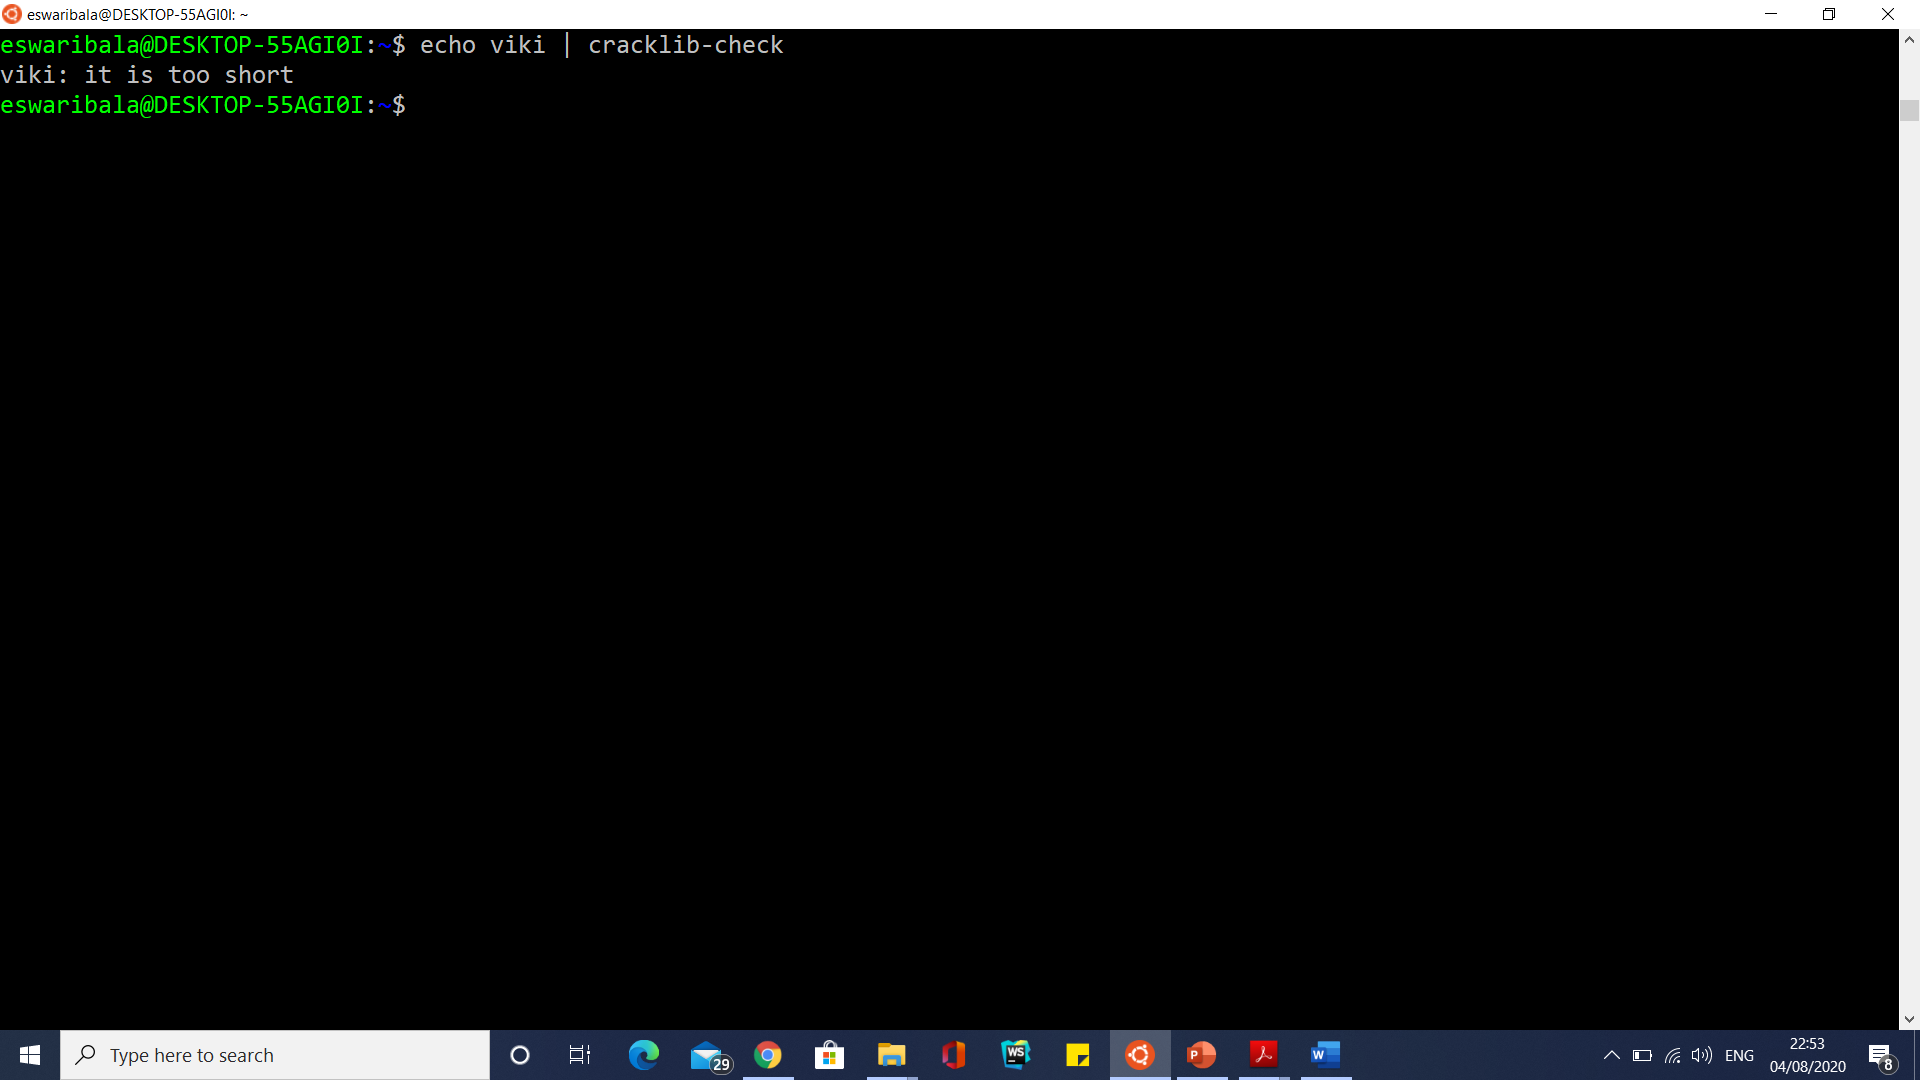 eswaribala@DESKTOP-55AGI0I: ~
eswaribala@DESKTOP-55AGI0I:~$ echo viki | cracklib-check
viki: it is too short
eswaribala@DESKTOP-55AGI0I:~$
Type here to search
29
WS
P
W
ENG
22:53
04/08/2020
8